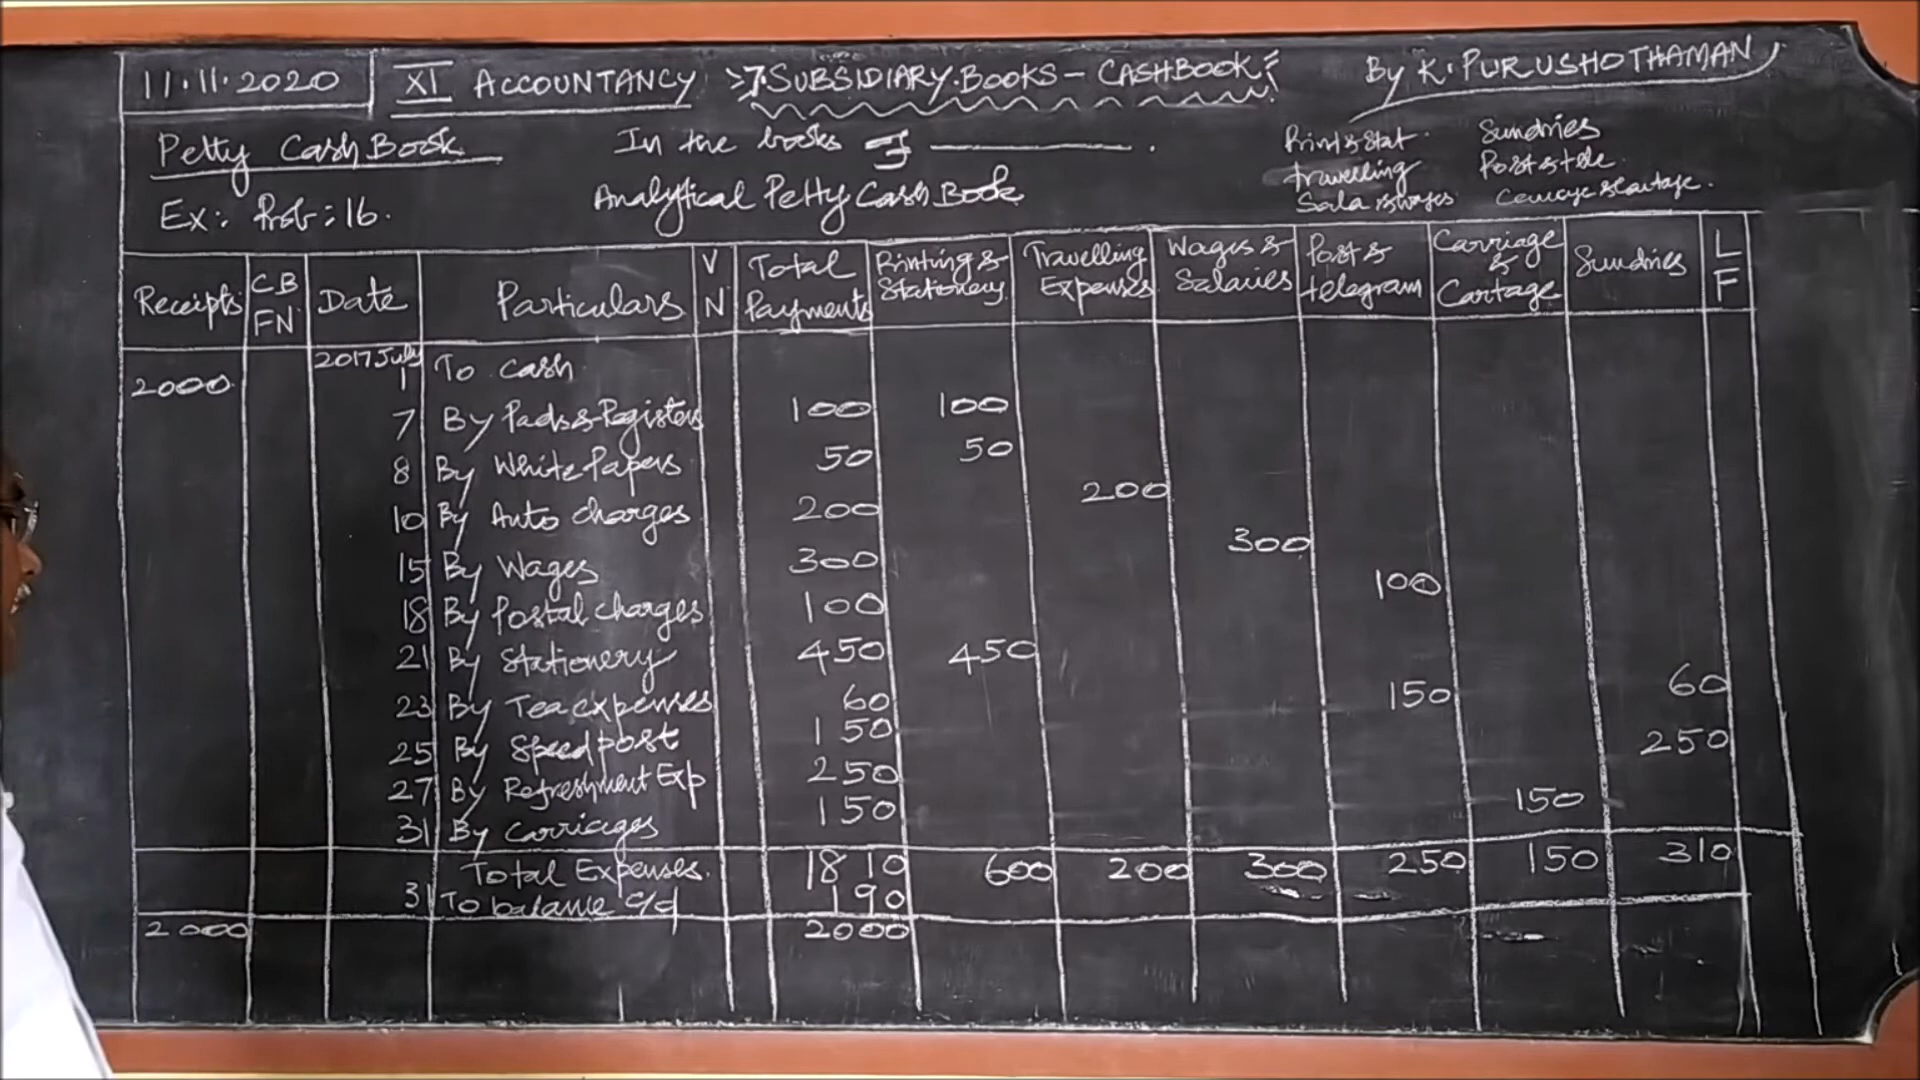 11.11.2020 XI ACCOUNTANCY 7. SUBSIDIARY BOOKS - CASHBOOK By K. PURUSHOTHAMAN
Petty Cash Book In the books of
Print & Stat Sundries
Travelling Post & tele
Ex: Prob: 16. Analytical Petty Cash Book
Sala & wages Carriage & Cartage.
Receipts CB FN Date Particulars V N Total Payments Printing & Stationery Travelling Expenses Wages & Salaries Post & telegram Carriage & Cartage Sundries L F
2000 2017 July 1 To Cash
7 By Pads & Registers 100 100
8 By White Papers 50 50
10 By Auto charges 200 200
15 By Wages 300 300
18 By Postal charges 100 100
21 By Stationery 450 450
23 By Tea expenses 60 60
25 By Speed post 150 150
27 By Refreshment Exp 250 250
31 By Carriages 150 150
Total Expenses. 1810 600 200 300 250 150 310
31 To balance c/d 190
2000 2000